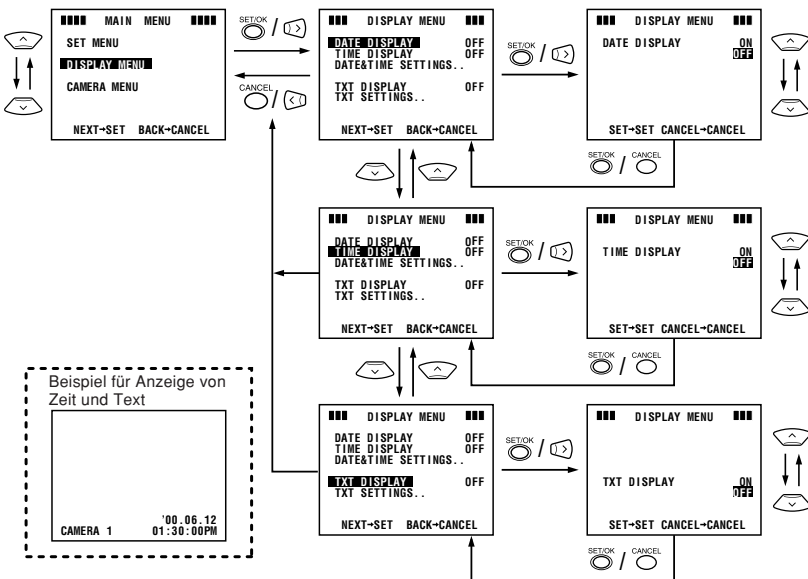 MAIN MENU
SET MENU
DISPLAY MENU
CAMERA MENU
NEXT→SET BACK→CANCEL
SET/OK
/
CANCEL
/
DISPLAY MENU
DATE DISPLAY OFF
TIME DISPLAY OFF
DATE&TIME SETTINGS..
TXT DISPLAY OFF
TXT SETTINGS..
NEXT→SET BACK→CANCEL
SET/OK
/
DISPLAY MENU
DATE DISPLAY ON
OFF
SET→SET CANCEL→CANCEL
SET/OK / CANCEL
DISPLAY MENU
DATE DISPLAY OFF
TIME DISPLAY OFF
DATE&TIME SETTINGS..
TXT DISPLAY OFF
TXT SETTINGS..
NEXT→SET BACK→CANCEL
SET/OK
/
DISPLAY MENU
TIME DISPLAY ON
OFF
SET→SET CANCEL→CANCEL
SET/OK / CANCEL
Beispiel für Anzeige von
Zeit und Text
'00.06.12
CAMERA 1 01:30:00PM
DISPLAY MENU
DATE DISPLAY OFF
TIME DISPLAY OFF
DATE&TIME SETTINGS..
TXT DISPLAY OFF
TXT SETTINGS..
NEXT→SET BACK→CANCEL
SET/OK
/
DISPLAY MENU
TXT DISPLAY ON
OFF
SET→SET CANCEL→CANCEL
SET/OK / CANCEL